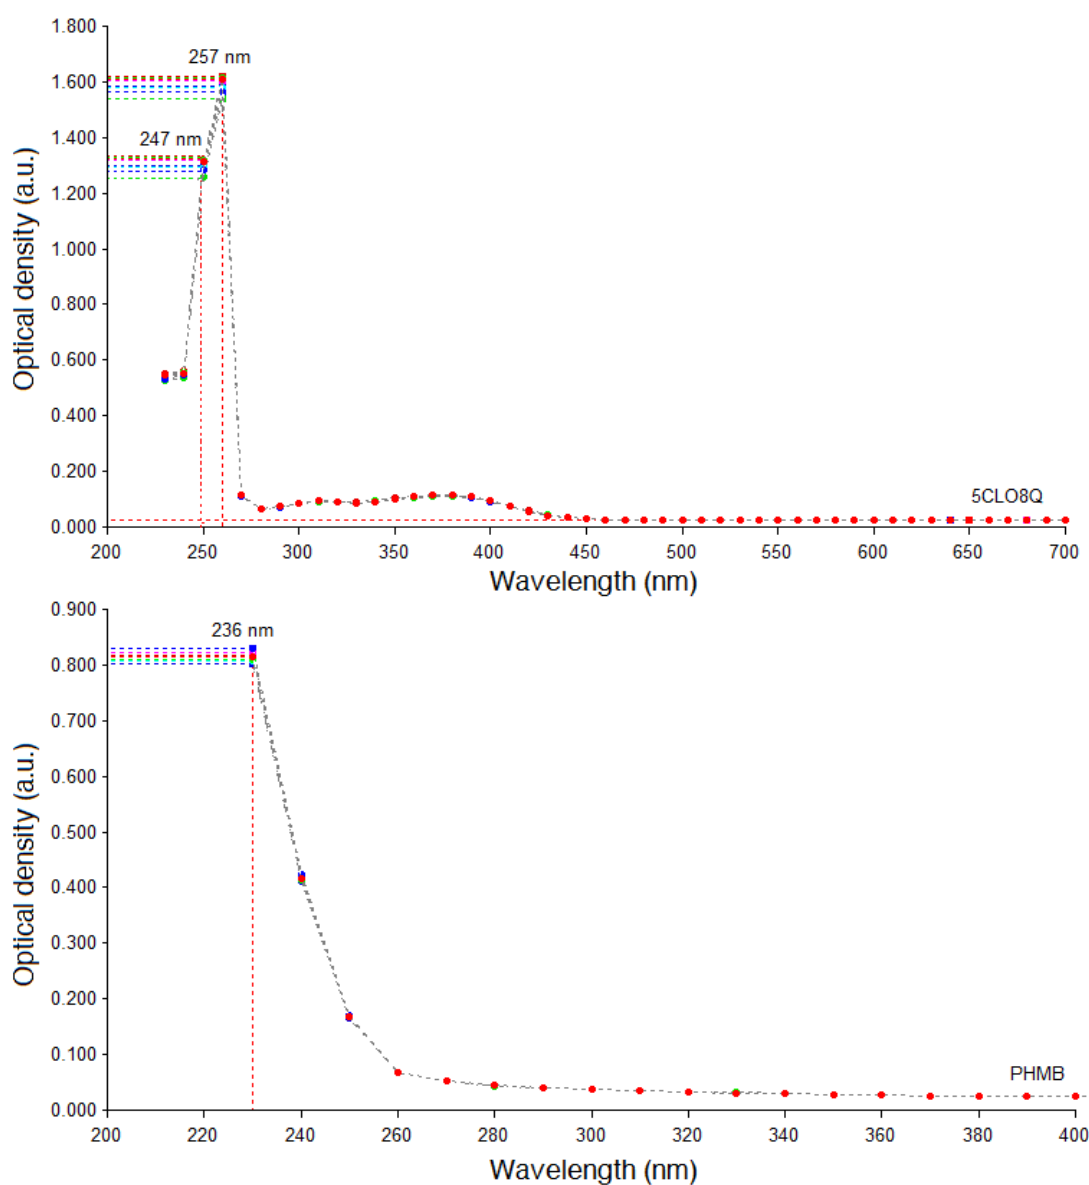 1.800
257 nm
1.600
1.400
247 nm
1.200
1.000
0.800
0.600
0.400
0.200
0.000
Optical density (a.u.)
5CLO8Q
200 250 300 350 400 450 500 550 600 650 700
Wavelength (nm)
0.900
236 nm
0.800
0.700
0.600
0.500
0.400
0.300
0.200
0.100
0.000
Optical density (a.u.)
PHMB
200 220 240 260 280 300 320 340 360 380 400
Wavelength (nm)